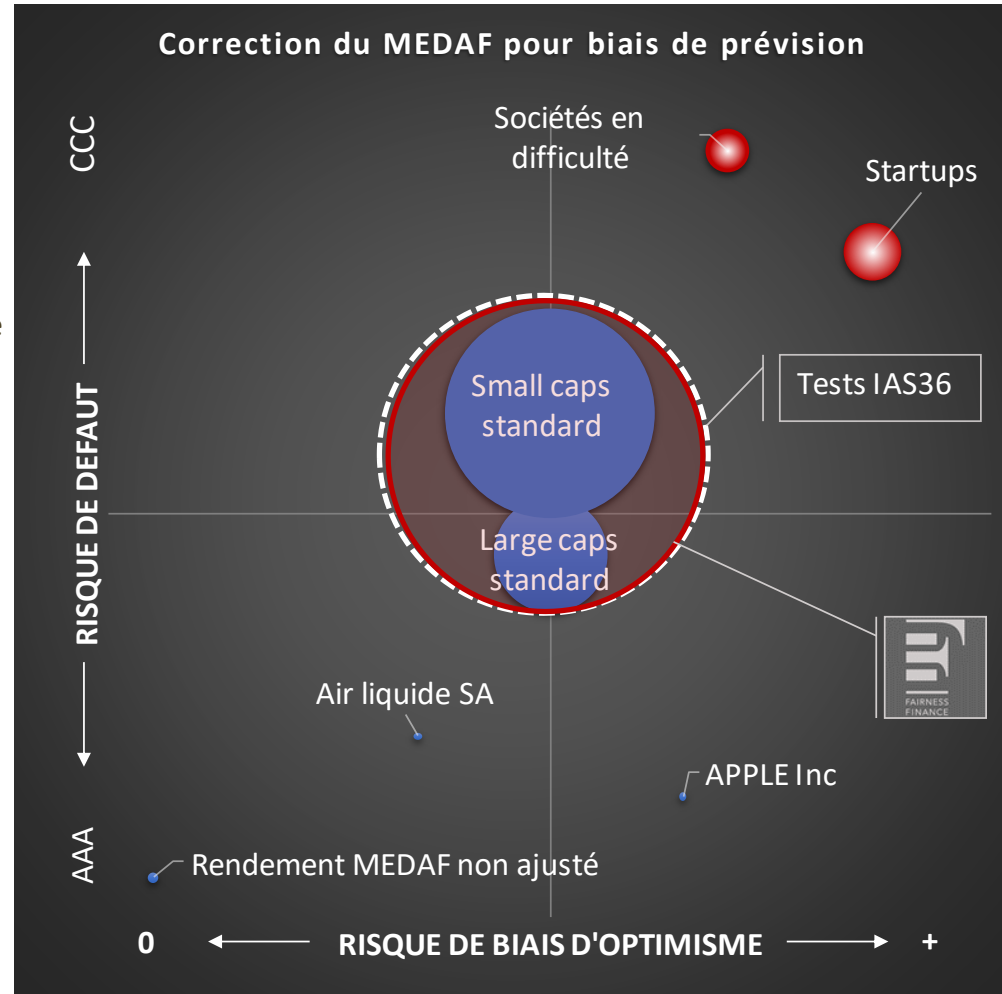 Correction du MEDAF pour biais de prévision
CCC
Sociétés en
difficulté
Startups
Tests IAS36
Small caps
standard
RISQUE DE DEFAUT
Large caps
standard
FAIRNESS
FINANCE
Air liquide SA
APPLE Inc
AAA
Rendement MEDAF non ajusté
0
RISQUE DE BIAIS D'OPTIMISME
+